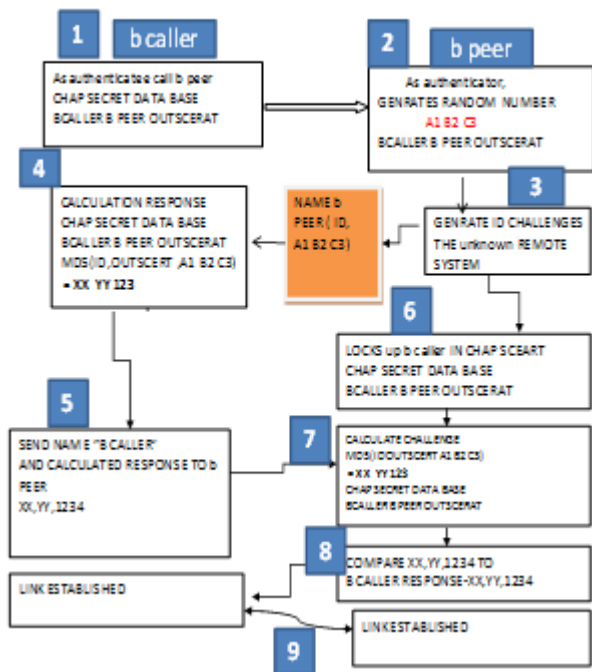 1
b caller
As authenticatee call b peer
CHAP SECRET DATA BASE
BCALLER B PEER OUTSCERAT
2
b peer
As authenticator,
GENRATES RANDOM NUMBER
A1 B2 C3
BCALLER B PEER OUTSCERAT
3
GENRATE ID CHALLENGES
THE unknown REMOTE
SYSTEM
NAME b
PEER ( ID,
A1 B2 C3)
4
CALCULATION RESPONSE
CHAP SECRET DATA BASE
BCALLER B PEER OUTSCERAT
MD5(ID,OUTSCERT ,A1 B2 C3)
= XX YY 123
5
SEND NAME "B CALLER"
AND CALCULATED RESPONSE TO b
PEER
XX,YY,1234
6
LOCKS up b caller IN CHAP SCEART
CHAP SECRET DATA BASE
BCALLER B PEER OUTSCERAT
7
CALCULATE CHALLENGE
MD5(IDOUTSCERT A1 B2 C3)
= XX YY 123
CHAP SECRET DATA BASE
BCALLER B PEER OUTSCERAT
8
COMPARE XX,YY,1234 TO
B CALLER RESPONSE-XX,YY,1234
LINK ESTABLISHED
9
LINK ESTABLISHED